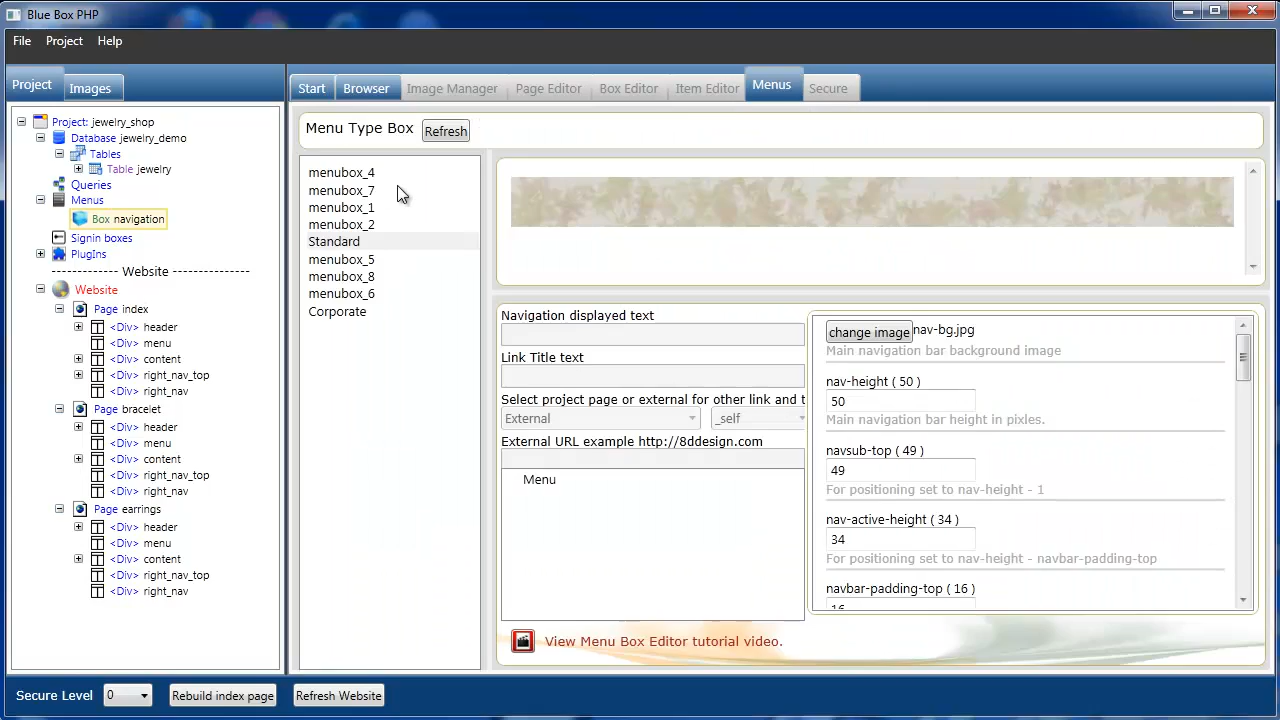 Blue Box PHP
File Project Help
Project Images
Start Browser Image Manager Page Editor Box Editor Item Editor Menus Secure
Project: jewelry_shop
Database jewelry_demo
Tables
Table jewelry
Queries
Menus
Box navigation
Signin boxes
PlugIns
------------ Website ---------------
Website
Page index
<Div> header
<Div> menu
<Div> content
<Div> right_nav_top
<Div> right_nav
Page bracelet
<Div> header
<Div> menu
<Div> content
<Div> right_nav_top
<Div> right_nav
Page earrings
<Div> header
<Div> menu
<Div> content
<Div> right_nav_top
<Div> right_nav
Menu Type Box Refresh
menubox_4
menubox_7
menubox_1
menubox_2
Standard
menubox_5
menubox_8
menubox_6
Corporate
Navigation displayed text
Link Title text
Select project page or external for other link and t
External _self
External URL example http://8ddesign.com
Menu
change image nav-bg.jpg
Main navigation bar background image
nav-height ( 50 )
50
Main navigation bar height in pixles.
navsub-top ( 49 )
49
For positioning set to nav-height - 1
nav-active-height ( 34 )
34
For positioning set to nav-height - navbar-padding-top
navbar-padding-top ( 16 )
16
View Menu Box Editor tutorial video.
Secure Level 0 Rebuild index page Refresh Website